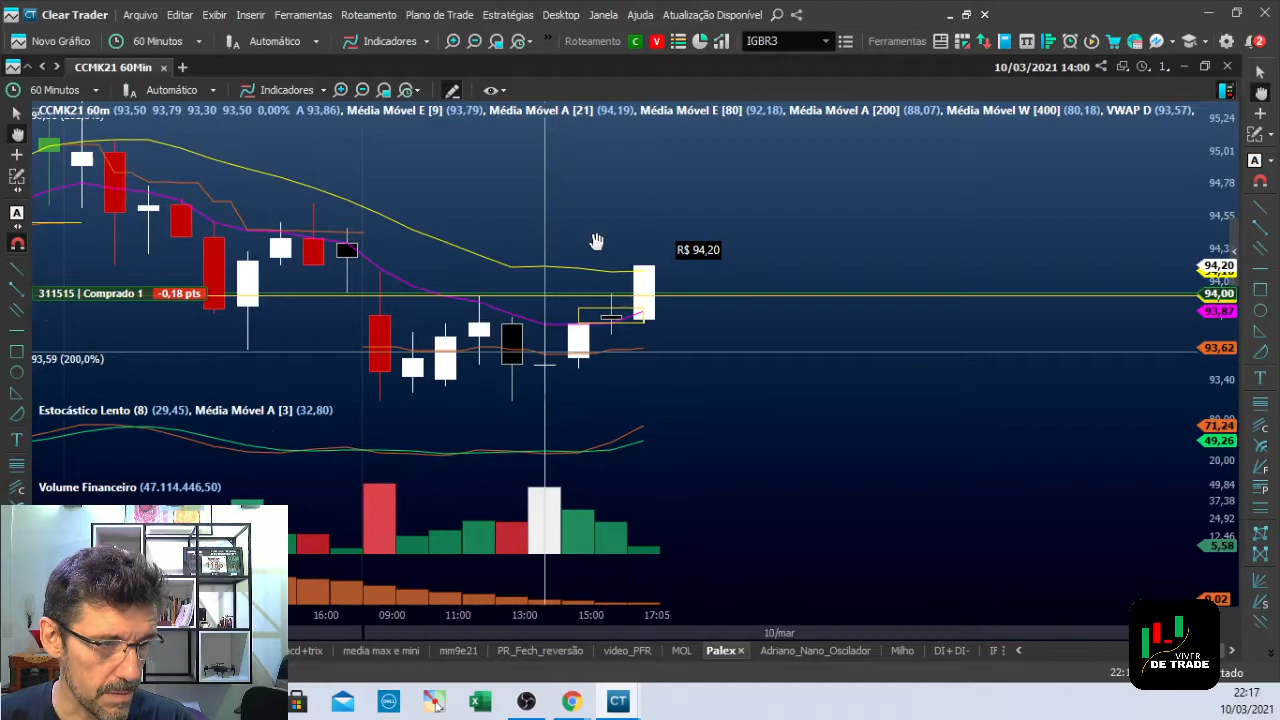 Clear Trader Arquivo Editar Exibir Inserir Ferramentas Roteamento Plano de Trade Estratégias Desktop Janela Ajuda Atualização Disponível
Novo Gráfico 60 Minutos Automático Indicadores » Roteamento C V IGBR3 Ferramentas 2
CCMK21 60Min × + 10/03/2021 14:00 1
60 Minutos Automático Indicadores
CCMK21 60m (93,50 93,79 93,30 93,50 0,00% A 93,86), Média Móvel E [9] (93,79), Média Móvel A [21] (94,19), Média Móvel E [80] (92,18), Média Móvel A [200] (88,07), Média Móvel W [400] (80,18), VWAP D (93,57),
95,24
95,01
94,78
94,55
R$ 94,20
94,20
311515 | Comprado 1 -0,18 pts
94,00
93,87
93,62
93,59 (200,0%)
93,40
Estocástico Lento (8) (29,45), Média Móvel A [3] (32,80)
71,24
49,26
20,00
Volume Financeiro (47.114.446,50)
49,84
37,38
24,92
12,46
5,58
16:00 09:00 11:00 13:00 15:00 17:05
10/mar
acd+trix media max e mini mm9e21 PR_Fech_reversão video_PFR MOL Palex × Adriano_Nano_Oscilador Milho DI+ DI-
VIVER
DE TRADE
CT
22:17
10/03/2021